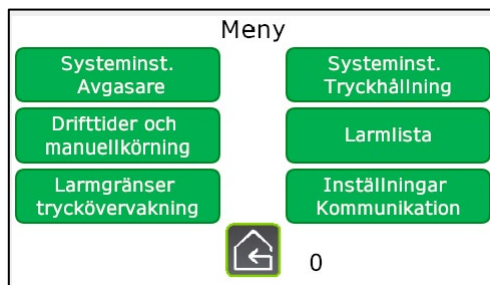 Meny
Systeminst.
Avgasare
Systeminst.
Tryckhållning
Drifttider och
manuellkörning
Larmlista
Larmgränser
tryckövervakning
Inställningar
Kommunikation
0